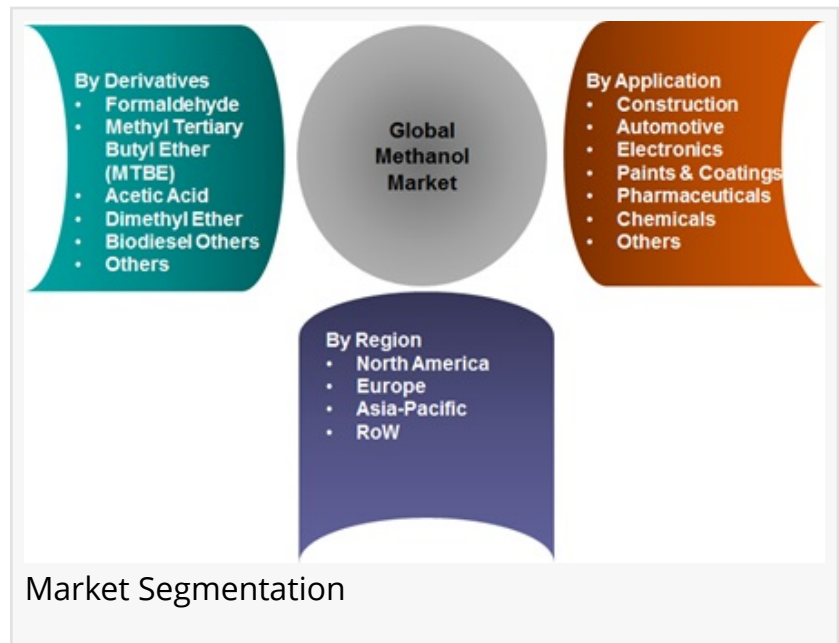 By Derivatives
• Formaldehyde
• Methyl Tertiary
Butyl Ether
(MTBE)
• Acetic Acid
• Dimethyl Ether
• Biodiesel Others
• Others
Global
Methanol
Market
By Application
• Construction
• Automotive
• Electronics
• Paints & Coatings
• Pharmaceuticals
• Chemicals
• Others
By Region
• North America
• Europe
• Asia-Pacific
• RoW
Market Segmentation